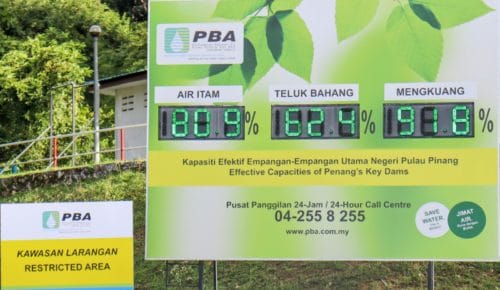 PBA
AIR ITAM
TELUK BAHANG
MENGKUANG
80.9 %
62.4 %
91.8 %
Kapasiti Efektif Empangan-Empangan Utama Negeri Pulau Pinang
Effective Capacities of Penang's Key Dams
Pusat Panggilan 24-Jam / 24-Hour Call Centre
04-255 8 255
www.pba.com.my
SAVE
WATER,
JIMAT
AIR,
PBA
KAWASAN LARANGAN
RESTRICTED AREA